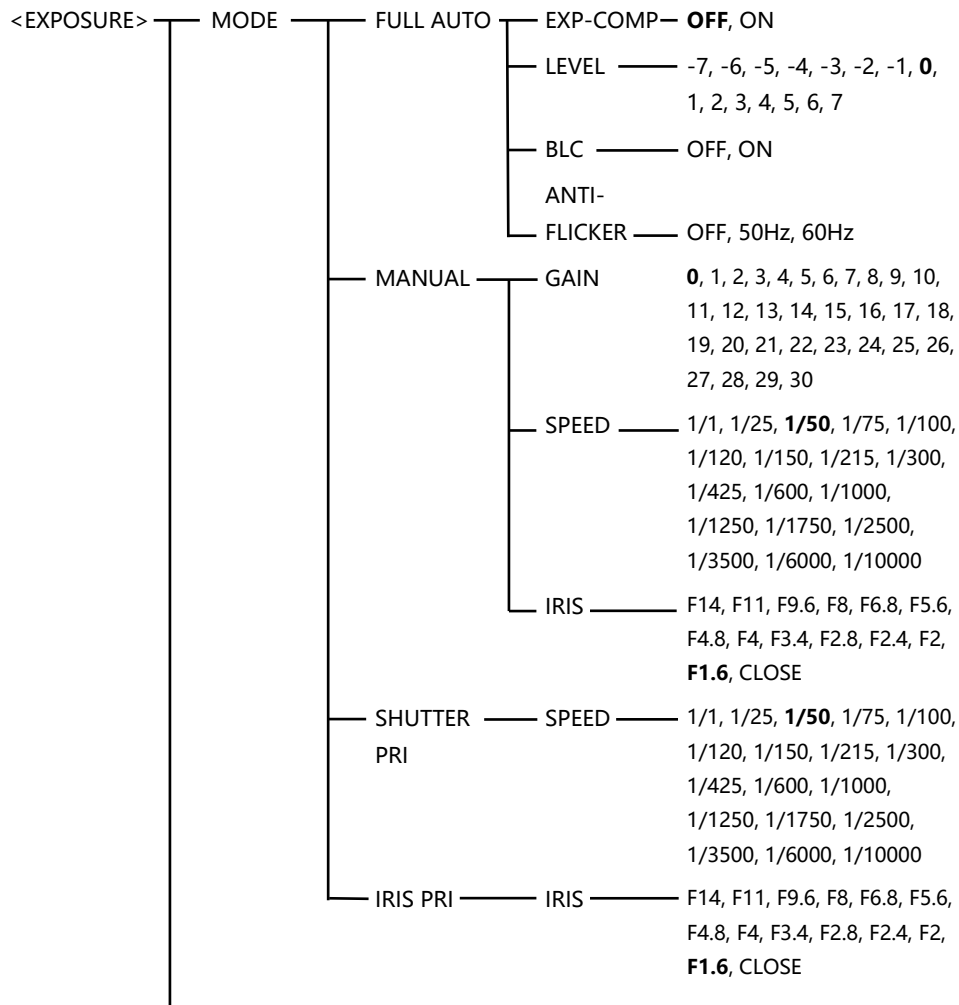 <EXPOSURE> MODE FULL AUTO EXP-COMP OFF, ON
LEVEL -7, -6, -5, -4, -3, -2, -1, 0,
1, 2, 3, 4, 5, 6, 7
BLC OFF, ON
ANTI-
FLICKER OFF, 50Hz, 60Hz
MANUAL GAIN 0, 1, 2, 3, 4, 5, 6, 7, 8, 9, 10,
11, 12, 13, 14, 15, 16, 17, 18,
19, 20, 21, 22, 23, 24, 25, 26,
27, 28, 29, 30
SPEED 1/1, 1/25, 1/50, 1/75, 1/100,
1/120, 1/150, 1/215, 1/300,
1/425, 1/600, 1/1000,
1/1250, 1/1750, 1/2500,
1/3500, 1/6000, 1/10000
IRIS F14, F11, F9.6, F8, F6.8, F5.6,
F4.8, F4, F3.4, F2.8, F2.4, F2,
F1.6, CLOSE
SHUTTER SPEED 1/1, 1/25, 1/50, 1/75, 1/100,
PRI 1/120, 1/150, 1/215, 1/300,
1/425, 1/600, 1/1000,
1/1250, 1/1750, 1/2500,
1/3500, 1/6000, 1/10000
IRIS PRI IRIS F14, F11, F9.6, F8, F6.8, F5.6,
F4.8, F4, F3.4, F2.8, F2.4, F2,
F1.6, CLOSE